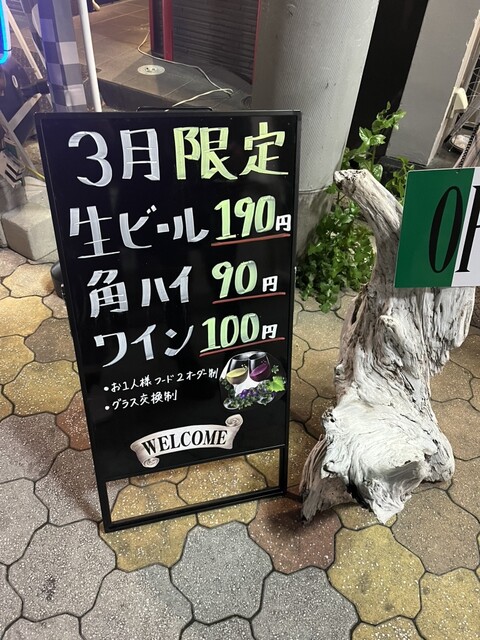 3月限定
生ビール190円
角ハイ 90円
ワイン 100円
・お1人様フード2オーダー制
・グラス交換制
WELCOME